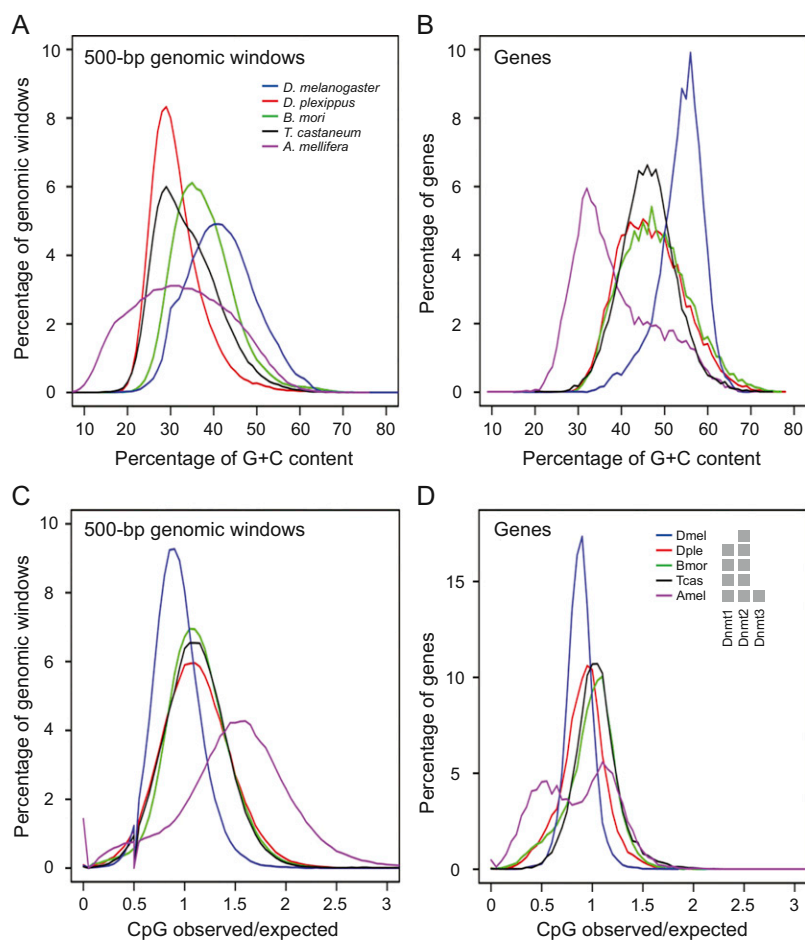 A
500-bp genomic windows
D. melanogaster
D. plexippus
B. mori
T. castaneum
A. mellifera
Percentage of genomic windows
10
8
6
4
2
0
10 20 30 40 50 60 70 80
Percentage of G+C content
B
Genes
Percentage of genes
10
8
6
4
2
0
10 20 30 40 50 60 70 80
Percentage of G+C content
C
500-bp genomic windows
Percentage of genomic windows
10
8
6
4
2
0
0 0.5 1 1.5 2 2.5 3
CpG observed/expected
D
Genes
Dmel
Dple
Bmor
Tcas
Amel
Dnmt1
Dnmt2
Dnmt3
Percentage of genes
15
10
5
0
0 0.5 1 1.5 2 2.5 3
CpG observed/expected